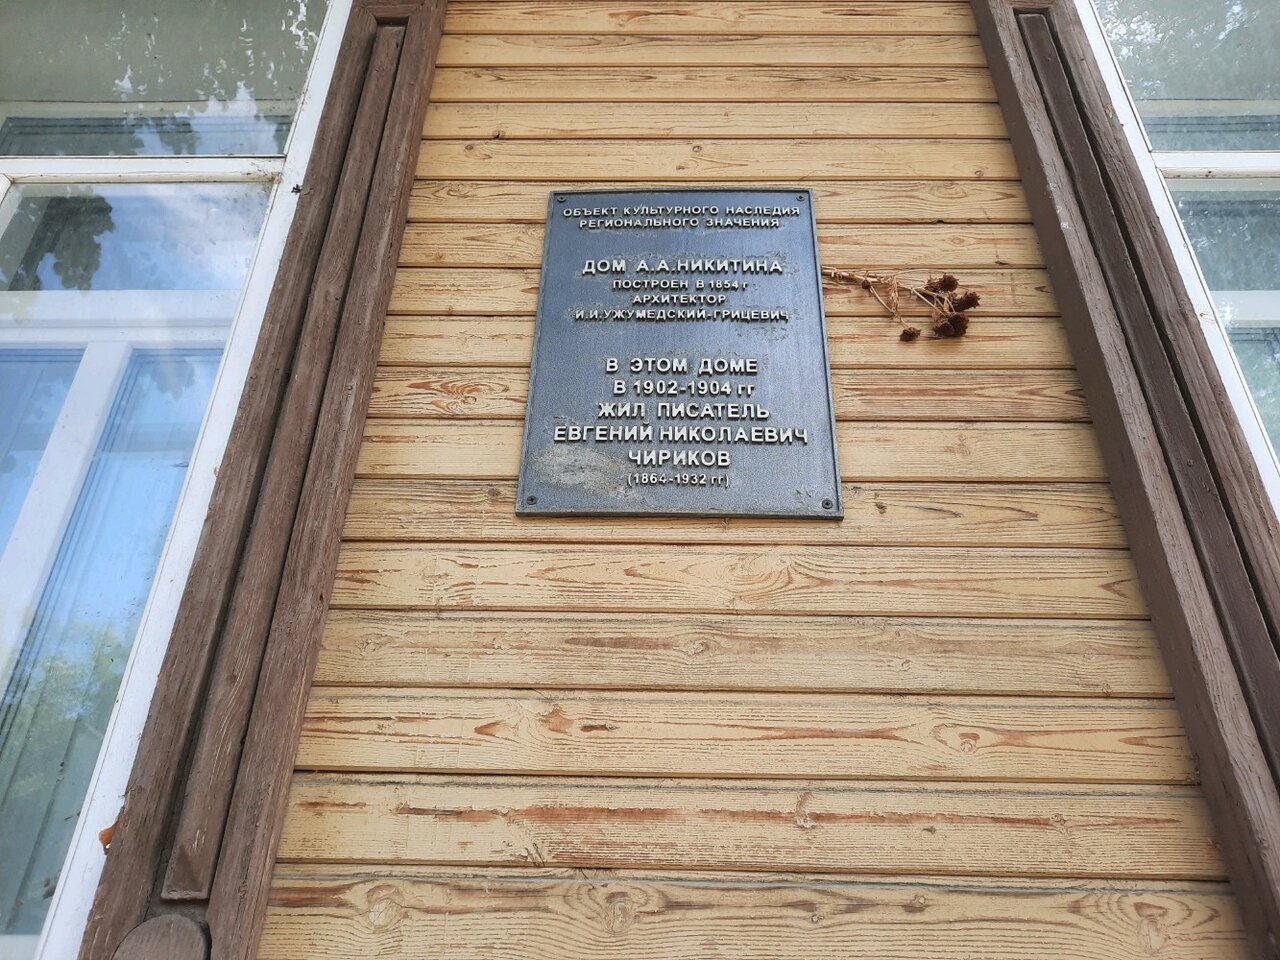 ОБЪЕКТ КУЛЬТУРНОГО НАСЛЕДИЯ
РЕГИОНАЛЬНОГО ЗНАЧЕНИЯ
ДОМ А.А.НИКИТИНА
ПОСТРОЕН В 1854 г
АРХИТЕКТОР
И.И.УЖУМЕДСКИЙ-ГРИЦЕВИЧ
В ЭТОМ ДОМЕ
В 1902-1904 гг
ЖИЛ ПИСАТЕЛЬ
ЕВГЕНИЙ НИКОЛАЕВИЧ
ЧИРИКОВ
(1864-1932 гг)